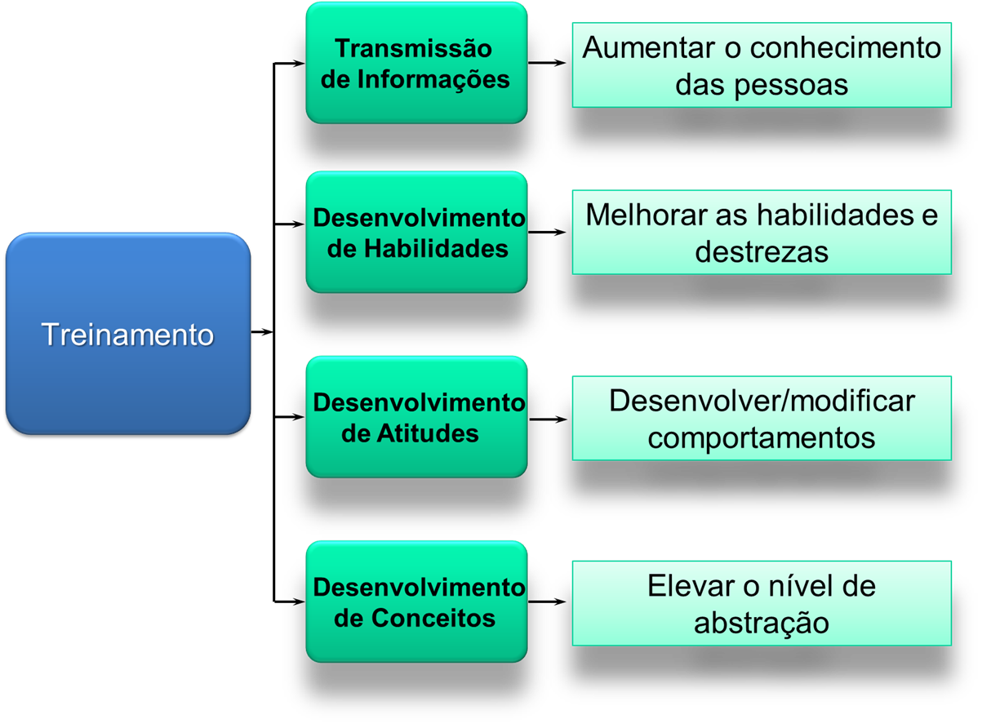 Transmissão
de Informações
Aumentar o conhecimento
das pessoas
Desenvolvimento
de Habilidades
Melhorar as habilidades e
destrezas
Treinamento
Desenvolvimento
de Atitudes
Desenvolver/modificar
comportamentos
Desenvolvimento
de Conceitos
Elevar o nível de
abstração